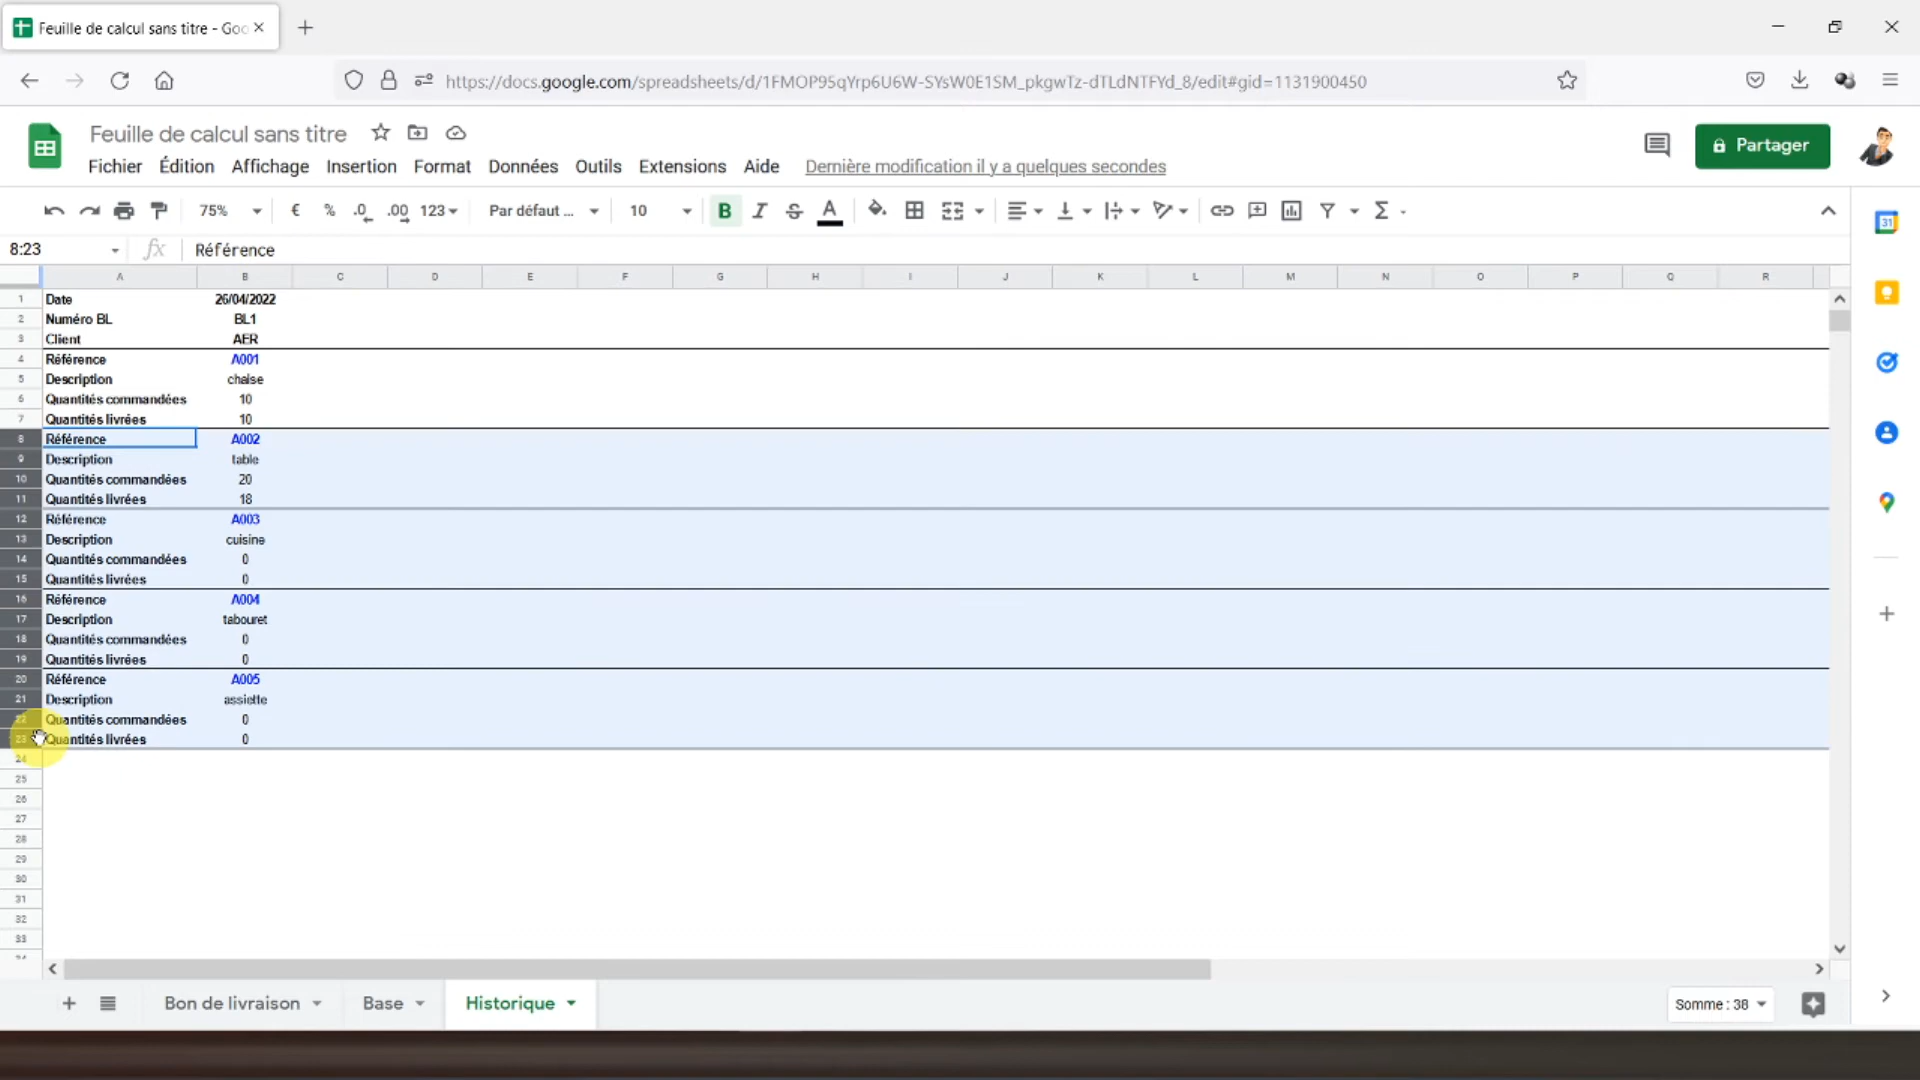 Feuille de calcul sans titre - Goo
https://docs.google.com/spreadsheets/d/1FMOP95qYrp6U6W-SYsW0E1SM_pkgwTz-dTLdNTFYd_8/edit#gid=1131900450
Feuille de calcul sans titre
Fichier Édition Affichage Insertion Format Données Outils Extensions Aide Dernière modification il y a quelques secondes
Partager
75% € % .0 .00 123 Par défaut ... 10 B I S A Σ
31
8:23 fx Référence
A B C D E F G H I J K L M N O P Q R
1 Date 26/04/2022
2 Numéro BL BL1
3 Client AER
4 Référence A001
5 Description chaise
6 Quantités commandées 10
7 Quantités livrées 10
8 Référence A002
9 Description table
10 Quantités commandées 20
11 Quantités livrées 18
12 Référence A003
13 Description cuisine
14 Quantités commandées 0
15 Quantités livrées 0
16 Référence A004
17 Description tabouret
18 Quantités commandées 0
19 Quantités livrées 0
20 Référence A005
21 Description assiette
22 Quantités commandées 0
23 Quantités livrées 0
24
25
26
27
28
29
30
31
32
33
Bon de livraison Base Historique Somme : 38